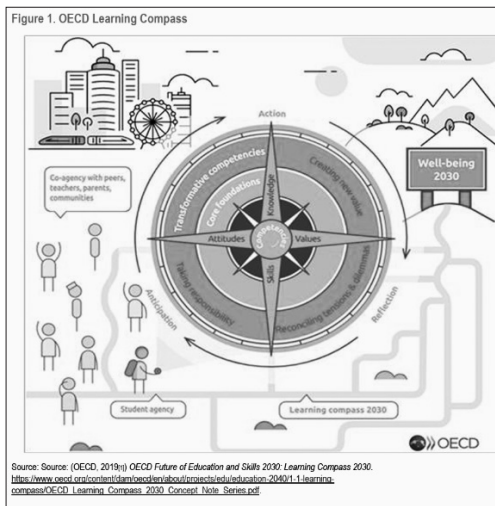 Figure 1. OECD Learning Compass
Action
Transformative competencies
Creating new value
Core foundations
Knowledge
Well-being
2030
Co-agency with peers,
teachers, parents,
communities
Attitudes
Competencies
Values
Skills
Taking responsibility
Reconciling tensions & dilemmas
Anticipation
Reflection
Student agency
Learning compass 2030
OECD
Source: Source: (OECD, 2019[1]) OECD Future of Education and Skills 2030: Learning Compass 2030.
https://www.oecd.org/content/dam/oecd/en/about/projects/edu/education-2040/1-1-learning-
compass/OECD_Learning_Compass_2030_Concept_Note_Series.pdf.